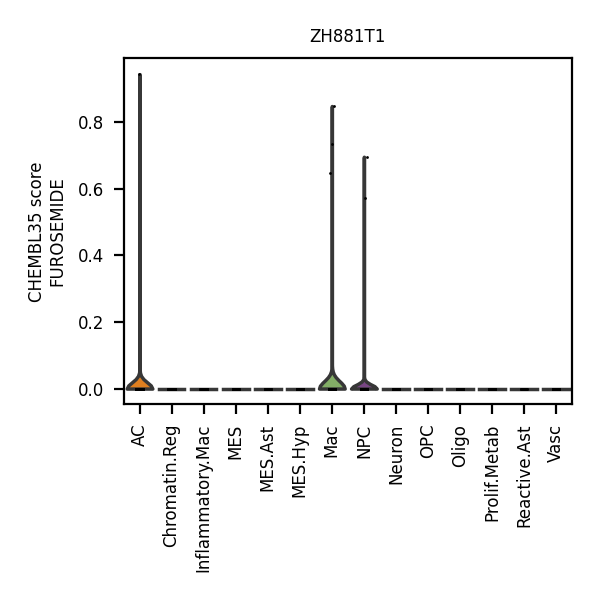 ZH881T1
CHEMBL35 score
FUROSEMIDE
0.8
0.6
0.4
0.2
0.0
AC
Chromatin.Reg
Inflammatory.Mac
MES
MES.Ast
MES.Hyp
Mac
NPC
Neuron
OPC
Oligo
Prolif.Metab
Reactive.Ast
Vasc